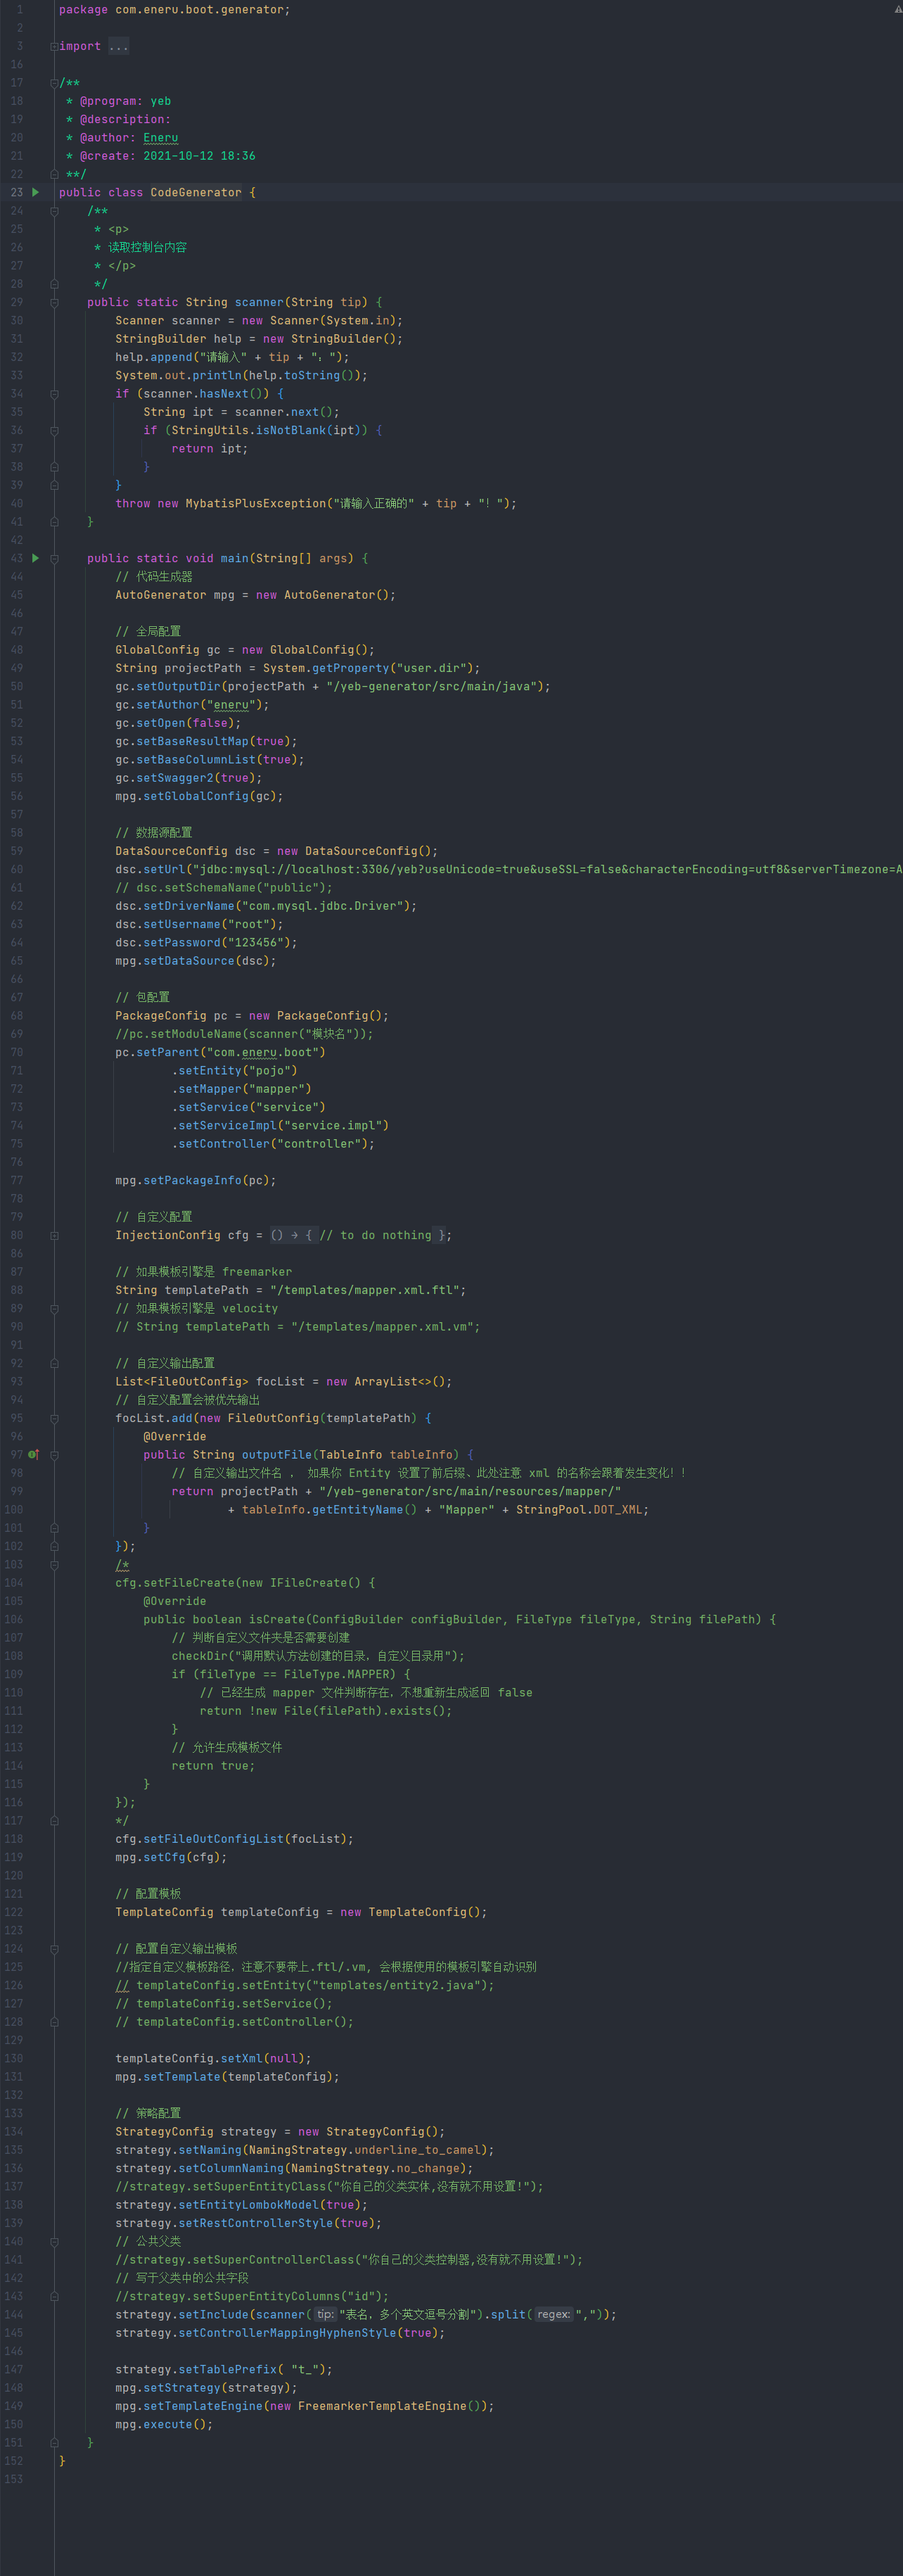 1 package com.eneru.boot.generator;
2
3 import ...
16
17 /**
18  * @program: yeb
19  * @description:
20  * @author: Eneru
21  * @create: 2021-10-12 18:36
22  **/
23 public class CodeGenerator {
24     /**
25      * <p>
26      * 读取控制台内容
27      * </p>
28      */
29     public static String scanner(String tip) {
30         Scanner scanner = new Scanner(System.in);
31         StringBuilder help = new StringBuilder();
32         help.append("请输入" + tip + "：");
33         System.out.println(help.toString());
34         if (scanner.hasNext()) {
35             String ipt = scanner.next();
36             if (StringUtils.isNotBlank(ipt)) {
37                 return ipt;
38             }
39         }
40         throw new MybatisPlusException("请输入正确的" + tip + "！");
41     }
42
43     public static void main(String[] args) {
44         // 代码生成器
45         AutoGenerator mpg = new AutoGenerator();
46
47         // 全局配置
48         GlobalConfig gc = new GlobalConfig();
49         String projectPath = System.getProperty("user.dir");
50         gc.setOutputDir(projectPath + "/yeb-generator/src/main/java");
51         gc.setAuthor("eneru");
52         gc.setOpen(false);
53         gc.setBaseResultMap(true);
54         gc.setBaseColumnList(true);
55         gc.setSwagger2(true);
56         mpg.setGlobalConfig(gc);
57
58         // 数据源配置
59         DataSourceConfig dsc = new DataSourceConfig();
60         dsc.setUrl("jdbc:mysql://localhost:3306/yeb?useUnicode=true&useSSL=false&characterEncoding=utf8&serverTimezone=A
61         // dsc.setSchemaName("public");
62         dsc.setDriverName("com.mysql.jdbc.Driver");
63         dsc.setUsername("root");
64         dsc.setPassword("123456");
65         mpg.setDataSource(dsc);
66
67         // 包配置
68         PackageConfig pc = new PackageConfig();
69         //pc.setModuleName(scanner("模块名"));
70         pc.setParent("com.eneru.boot")
71                 .setEntity("pojo")
72                 .setMapper("mapper")
73                 .setService("service")
74                 .setServiceImpl("service.impl")
75                 .setController("controller");
76
77         mpg.setPackageInfo(pc);
78
79         // 自定义配置
80         InjectionConfig cfg = () → { // to do nothing };
86
87         // 如果模板引擎是 freemarker
88         String templatePath = "/templates/mapper.xml.ftl";
89         // 如果模板引擎是 velocity
90         // String templatePath = "/templates/mapper.xml.vm";
91
92         // 自定义输出配置
93         List<FileOutConfig> focList = new ArrayList<>();
94         // 自定义配置会被优先输出
95         focList.add(new FileOutConfig(templatePath) {
96             @Override
97             public String outputFile(TableInfo tableInfo) {
98                 // 自定义输出文件名 ， 如果你 Entity 设置了前后缀、此处注意 xml 的名称会跟着发生变化！！
99                 return projectPath + "/yeb-generator/src/main/resources/mapper/"
100                         + tableInfo.getEntityName() + "Mapper" + StringPool.DOT_XML;
101             }
102         });
103         /*
104         cfg.setFileCreate(new IFileCreate() {
105             @Override
106             public boolean isCreate(ConfigBuilder configBuilder, FileType fileType, String filePath) {
107                 // 判断自定义文件夹是否需要创建
108                 checkDir("调用默认方法创建的目录，自定义目录用");
109                 if (fileType == FileType.MAPPER) {
110                     // 已经生成 mapper 文件判断存在，不想重新生成返回 false
111                     return !new File(filePath).exists();
112                 }
113                 // 允许生成模板文件
114                 return true;
115             }
116         });
117         */
118         cfg.setFileOutConfigList(focList);
119         mpg.setCfg(cfg);
120
121         // 配置模板
122         TemplateConfig templateConfig = new TemplateConfig();
123
124         // 配置自定义输出模板
125         //指定自定义模板路径，注意不要带上.ftl/.vm, 会根据使用的模板引擎自动识别
126         // templateConfig.setEntity("templates/entity2.java");
127         // templateConfig.setService();
128         // templateConfig.setController();
129
130         templateConfig.setXml(null);
131         mpg.setTemplate(templateConfig);
132
133         // 策略配置
134         StrategyConfig strategy = new StrategyConfig();
135         strategy.setNaming(NamingStrategy.underline_to_camel);
136         strategy.setColumnNaming(NamingStrategy.no_change);
137         //strategy.setSuperEntityClass("你自己的父类实体,没有就不用设置!");
138         strategy.setEntityLombokModel(true);
139         strategy.setRestControllerStyle(true);
140         // 公共父类
141         //strategy.setSuperControllerClass("你自己的父类控制器,没有就不用设置!");
142         // 写于父类中的公共字段
143         //strategy.setSuperEntityColumns("id");
144         strategy.setInclude(scanner( tip: "表名，多个英文逗号分割").split( regex: ","));
145         strategy.setControllerMappingHyphenStyle(true);
146
147         strategy.setTablePrefix( "t_");
148         mpg.setStrategy(strategy);
149         mpg.setTemplateEngine(new FreemarkerTemplateEngine());
150         mpg.execute();
151     }
152 }
153